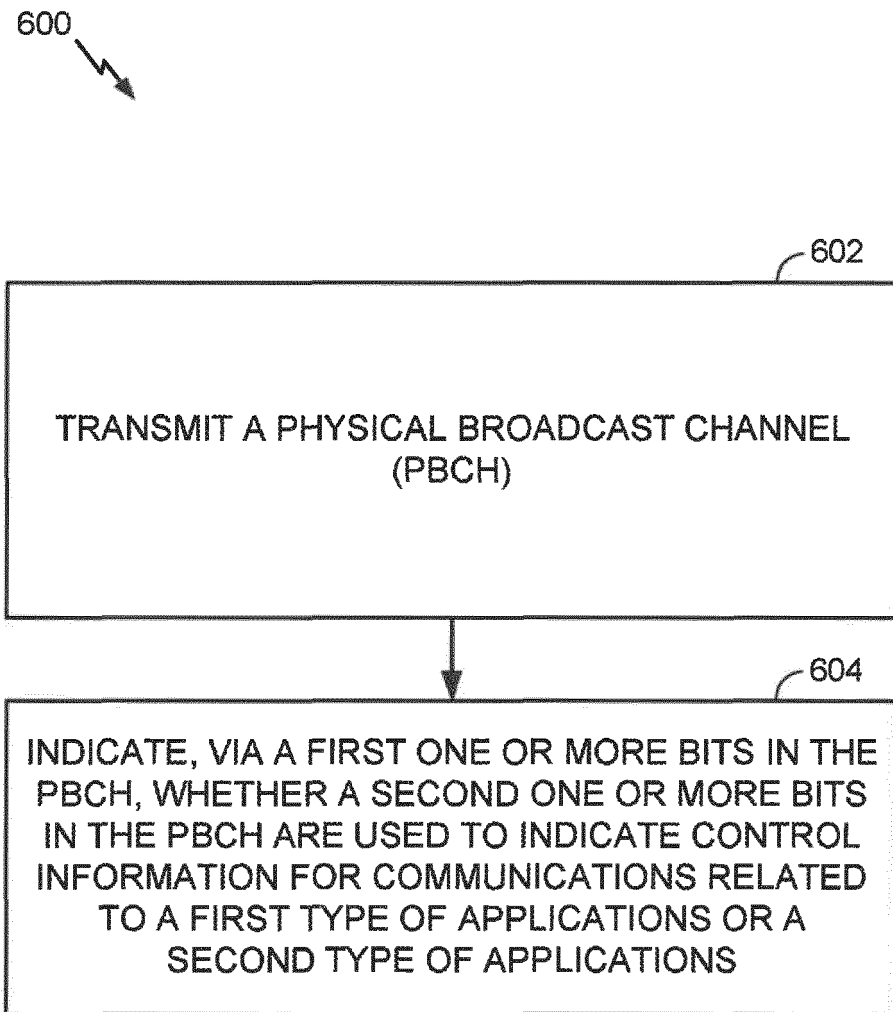 600
602
TRANSMIT A PHYSICAL BROADCAST CHANNEL
(PBCH)
604
INDICATE, VIA A FIRST ONE OR MORE BITS IN THE
PBCH, WHETHER A SECOND ONE OR MORE BITS
IN THE PBCH ARE USED TO INDICATE CONTROL
INFORMATION FOR COMMUNICATIONS RELATED
TO A FIRST TYPE OF APPLICATIONS OR A
SECOND TYPE OF APPLICATIONS